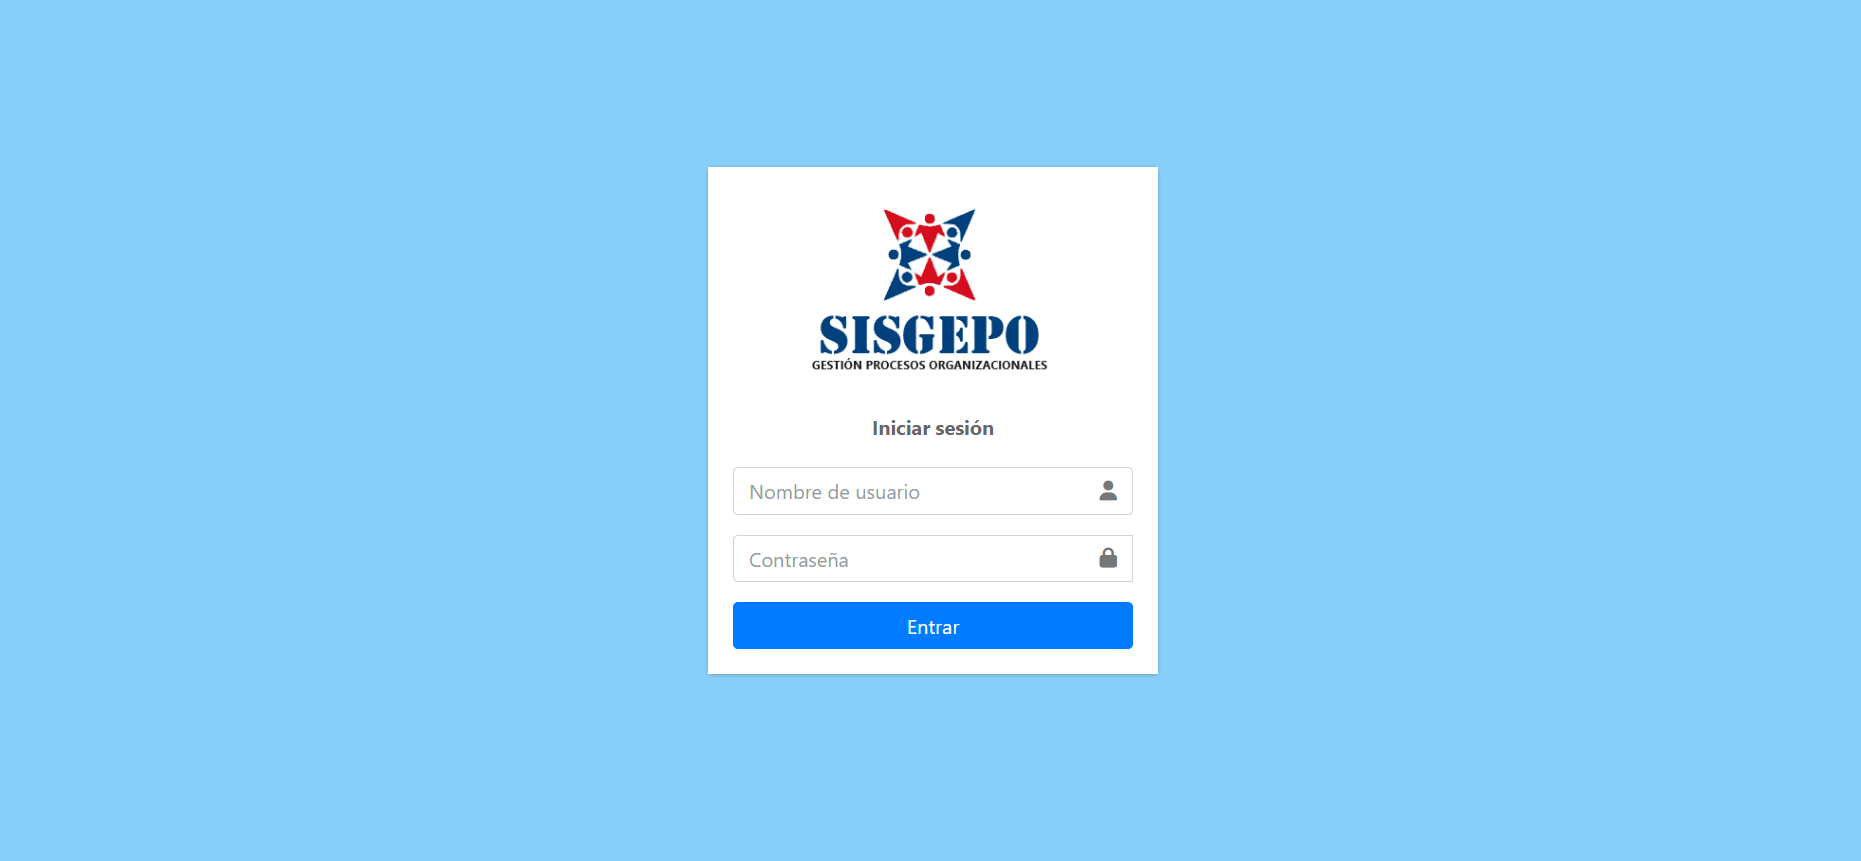 SISGEPO
GESTIÓN PROCESOS ORGANIZACIONALES
Iniciar sesión
Nombre de usuario
Contraseña
Entrar